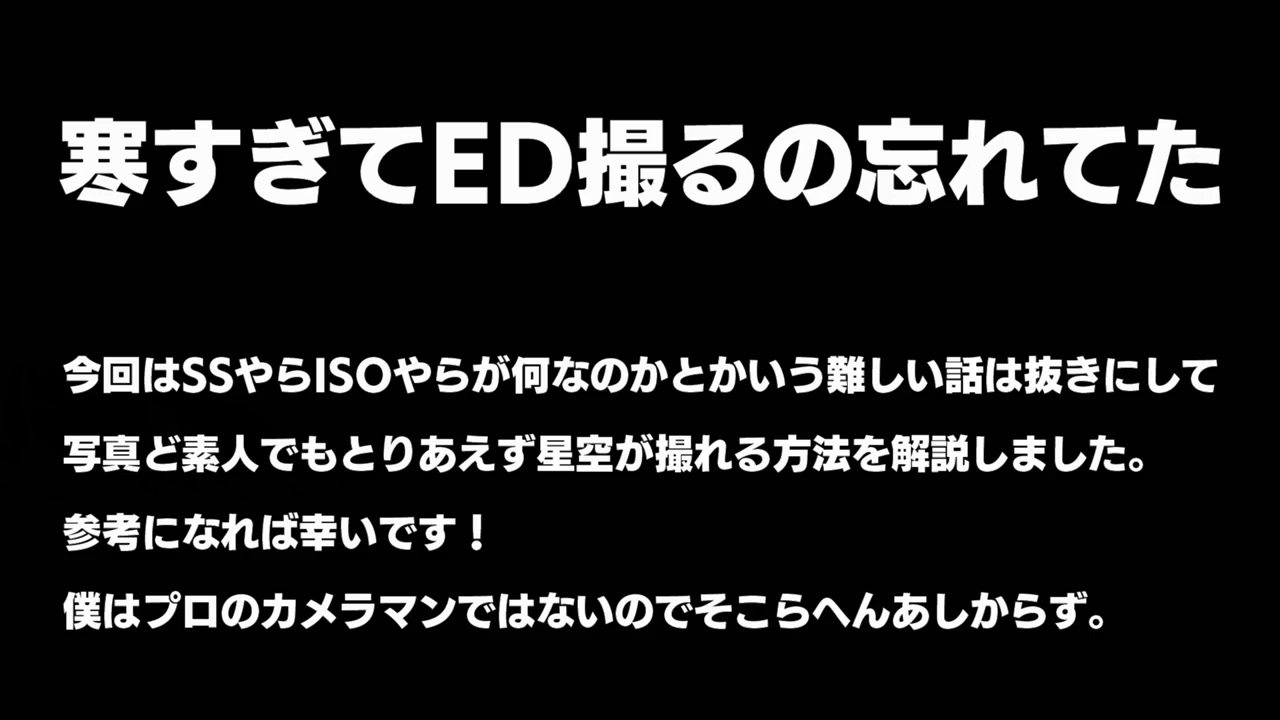 寒すぎてED撮るの忘れてた
今回はSSやらISOやらが何なのかとかいう難しい話は抜きにして
写真ど素人でもとりあえず星空が撮れる方法を解説しました。
参考になれば幸いです！
僕はプロのカメラマンではないのでそこらへんあしからず。